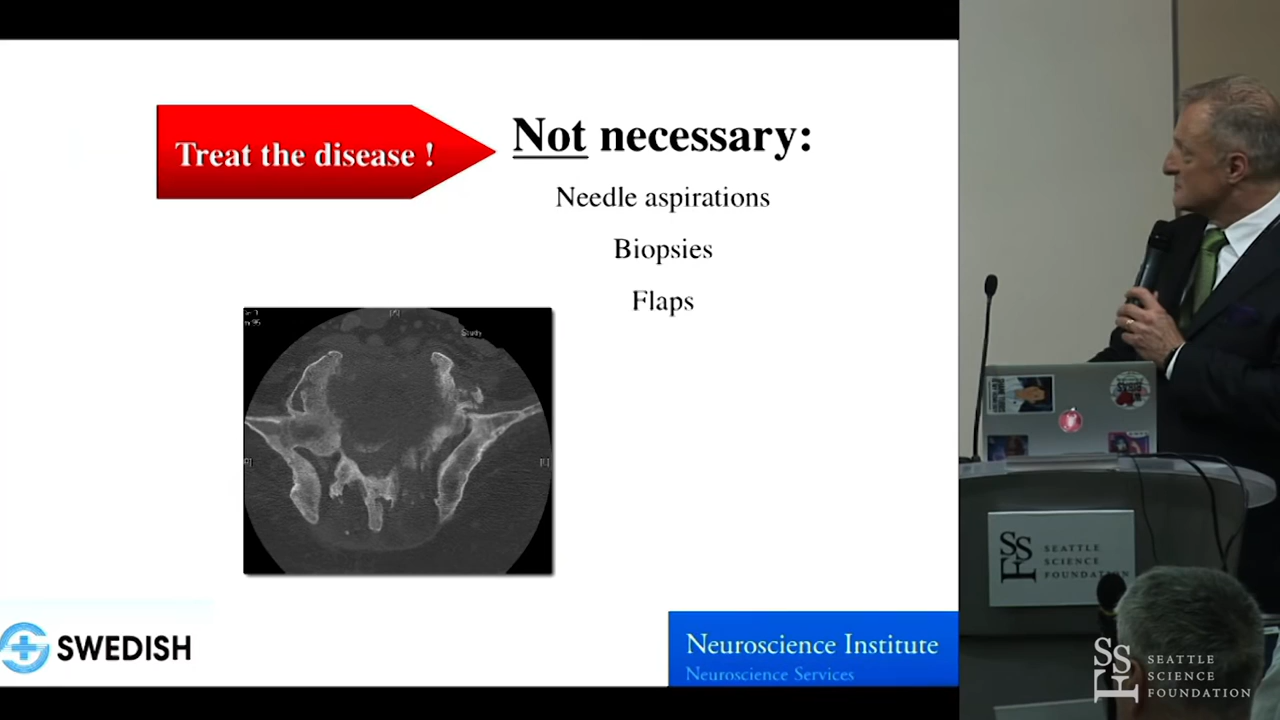 Treat the disease !
Not necessary:
Needle aspirations
Biopsies
Flaps
Study
SWEDISH
Neuroscience Institute
Neuroscience Services
SEATTLE
SCIENCE
FOUNDATION
SEATTLE
SCIENCE
FOUNDATION